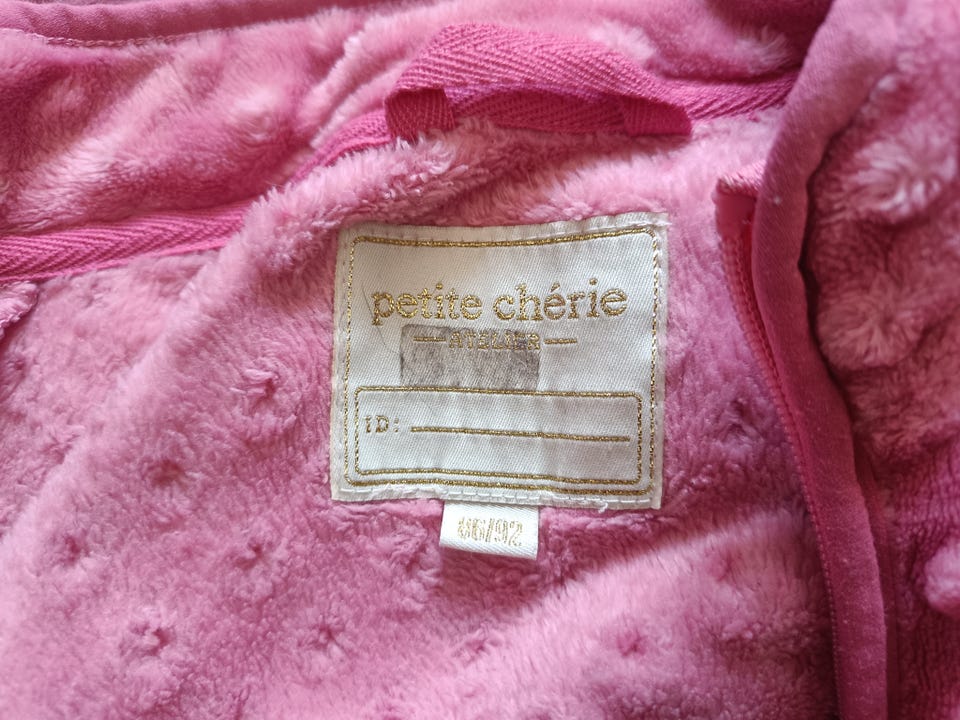 petite chérie
ATELIER
ID:
86/92